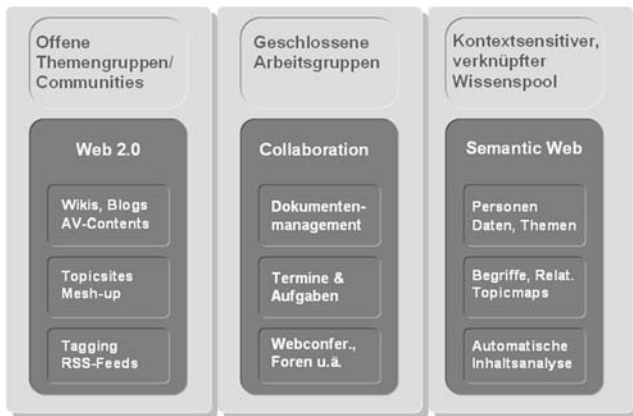 Offene
Themengruppen/
Communities
Web 2.0
Wikis, Blogs
AV-Contents
Topicsites
Mesh-up
Tagging
RSS-Feeds
Geschlossene
Arbeitsgruppen
Collaboration
Dokumenten-
management
Termine &
Aufgaben
Webconfer.,
Foren u.ä.
Kontextsensitiver,
verknüpfter
Wissenspool
Semantic Web
Personen
Daten, Themen
Begriffe, Relat.
Topicmaps
Automatische
Inhaltsanalyse